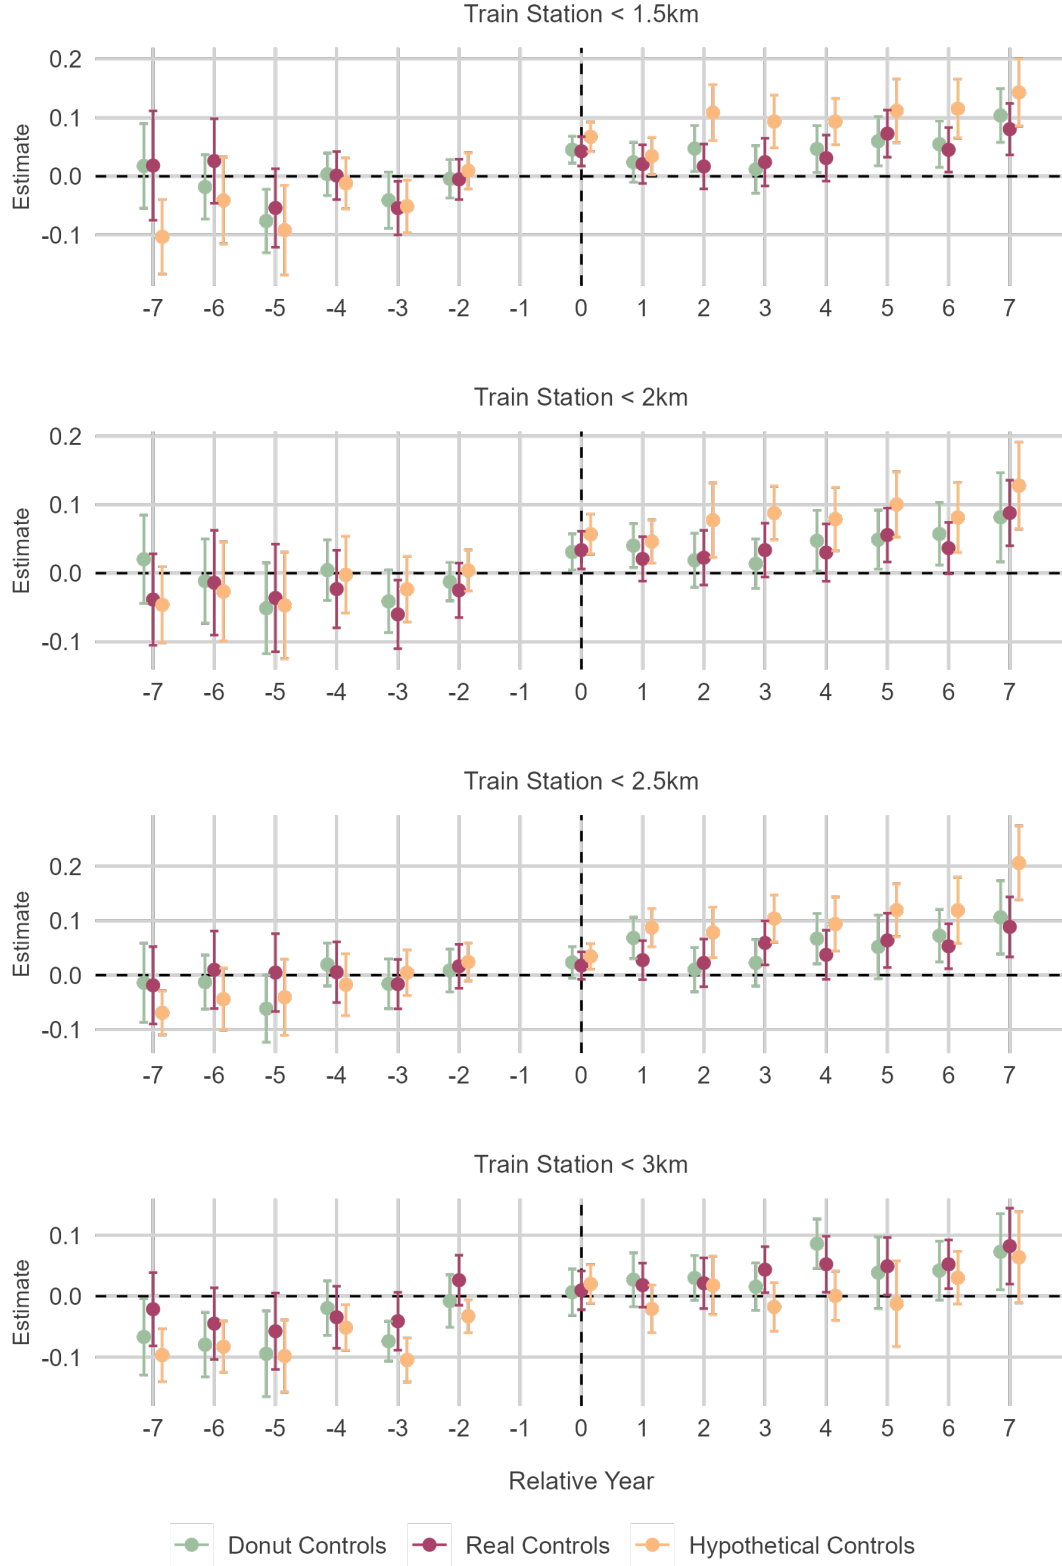 Train Station < 1.5km
0.2
0.1
0.0
-0.1
Estimate
-7 -6 -5 -4 -3 -2 -1 0 1 2 3 4 5 6 7
Train Station < 2km
0.2
0.1
0.0
-0.1
Estimate
-7 -6 -5 -4 -3 -2 -1 0 1 2 3 4 5 6 7
Train Station < 2.5km
0.2
0.1
0.0
-0.1
Estimate
-7 -6 -5 -4 -3 -2 -1 0 1 2 3 4 5 6 7
Train Station < 3km
0.1
0.0
-0.1
Estimate
-7 -6 -5 -4 -3 -2 -1 0 1 2 3 4 5 6 7
Relative Year
Donut Controls Real Controls Hypothetical Controls